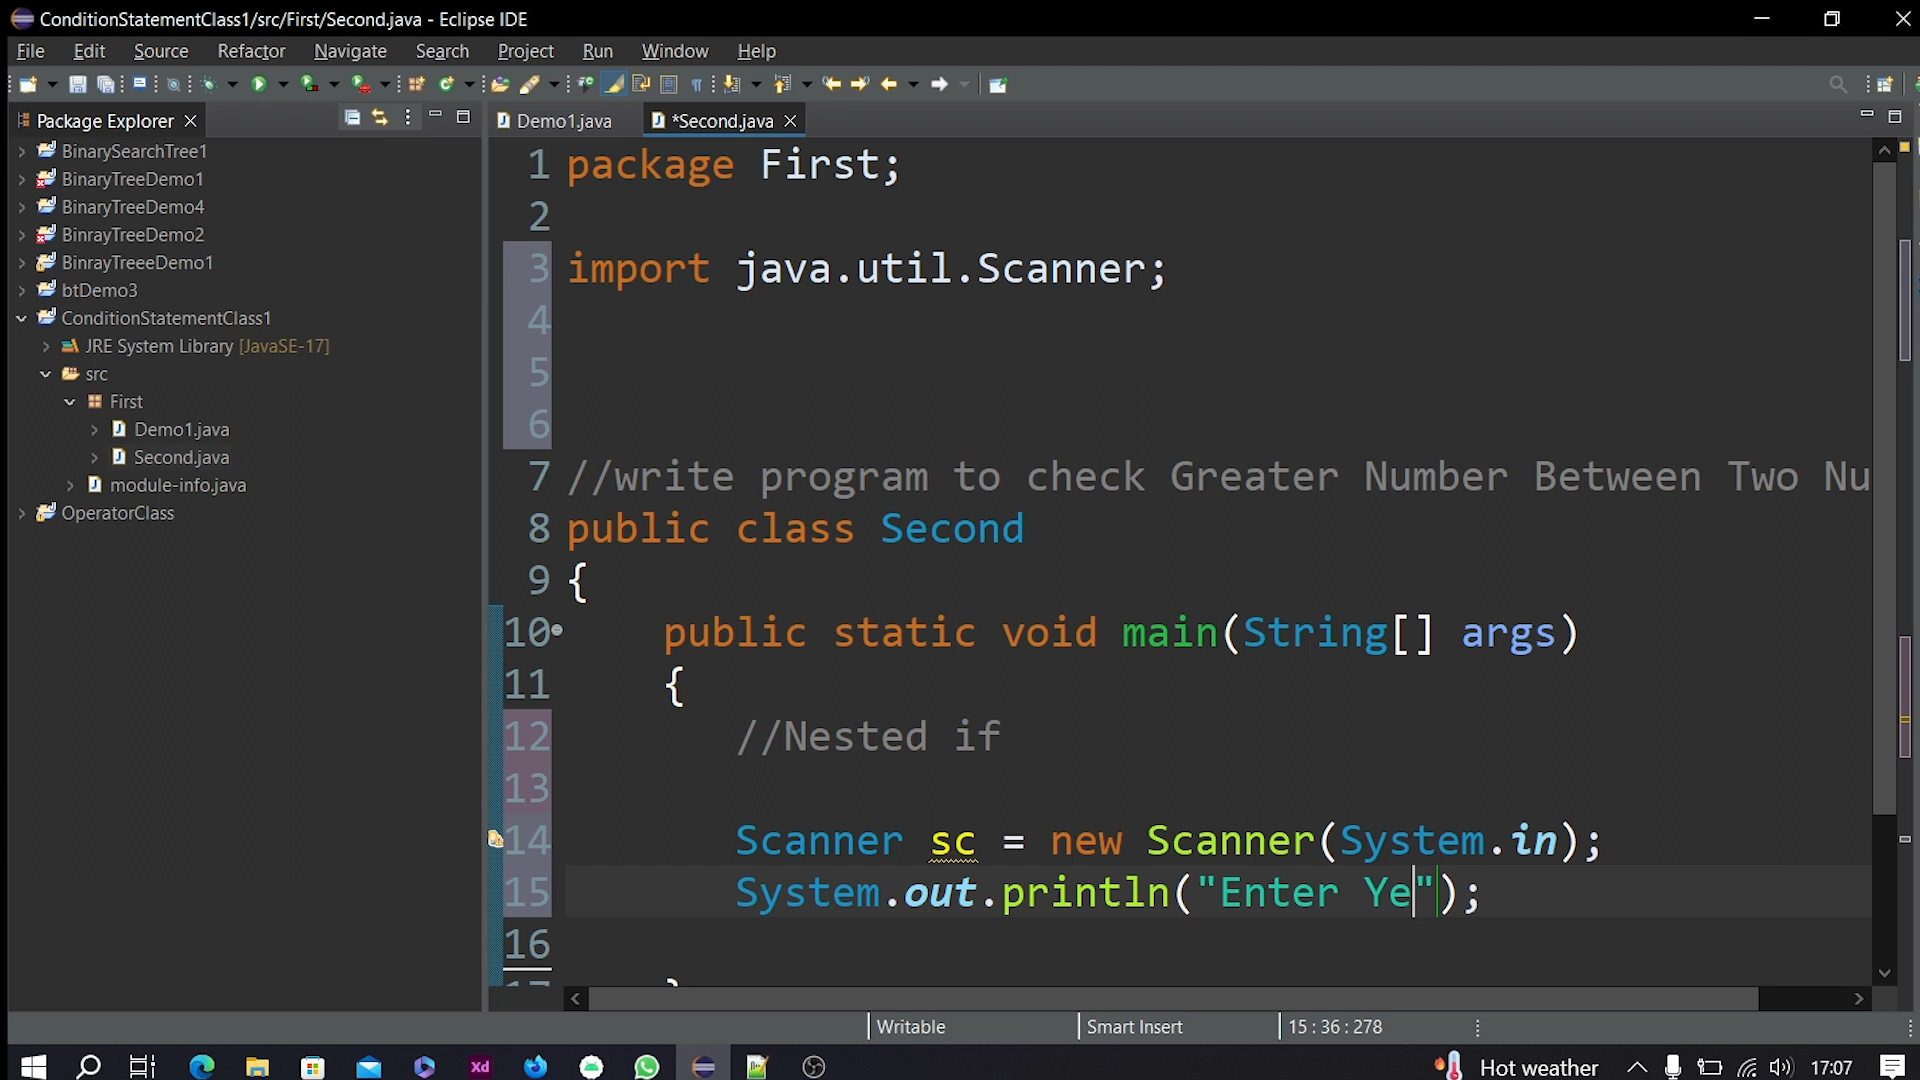 ConditionStatementClass1/src/First/Second.java - Eclipse IDE
File Edit Source Refactor Navigate Search Project Run Window Help
Package Explorer
BinarySearchTree1
BinaryTreeDemo1
BinaryTreeDemo4
BinrayTreeDemo2
BinrayTreeeDemo1
btDemo3
ConditionStatementClass1
JRE System Library [JavaSE-17]
src
First
Demo1.java
Second.java
module-info.java
OperatorClass
Demo1.java *Second.java
1 package First;
2
3 import java.util.Scanner;
4
5
6
7 //write program to check Greater Number Between Two Nu
8 public class Second
9 {
10 public static void main(String[] args)
11 {
12 //Nested if
13
14 Scanner sc = new Scanner(System.in);
15 System.out.println("Enter Ye");
16
Writable Smart Insert 15 : 36 : 278
Xd Hot weather 17:07